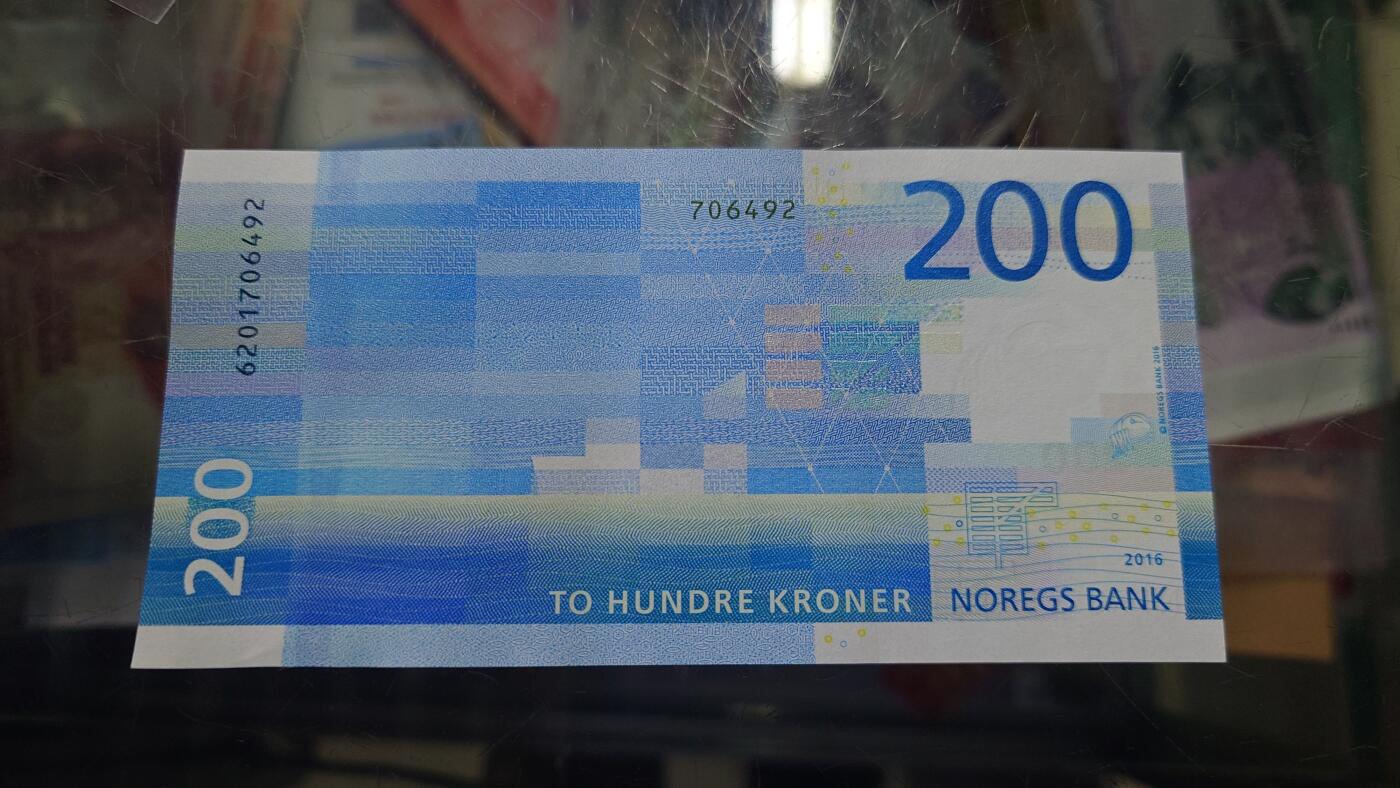 6201706492
706492
200
© NOREGS BANK 2016
200
2016
TO HUNDRE KRONER
NOREGS BANK